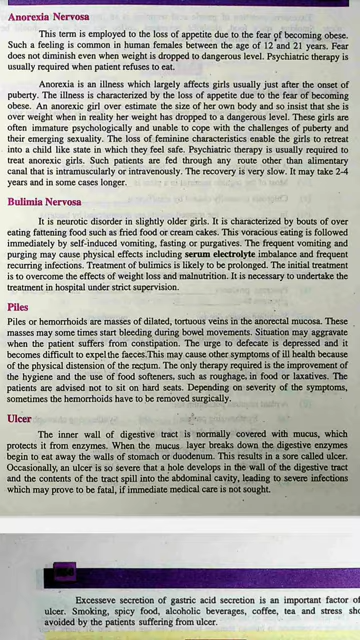 Anorexia Nervosa
This term is employed to the loss of appetite due to the fear of becoming obese.
Such a feeling is common in human females between the age of 12 and 21 years. Fear
does not diminish even when weight is dropped to dangerous level. Psychiatric therapy is
usually required when patient refuses to eat.
Anorexia is an illness which largely affects girls usually just after the onset of
puberty. The illness is characterized by the loss of appetite due to the fear of becoming
obese. An anorexic girl over estimate the size of her own body and so insist that she is
over weight when in reality her weight has dropped to a dangerous level. These girls are
often immature psychologically and unable to cope with the challenges of puberty and
their emerging sexuality. The loss of feminine characteristics enable the girls to retreat
into a child like state in which they feel safe. Psychiatric therapy is usually required to
treat anorexic girls. Such patients are fed through any route other than alimentary
canal that is intramuscularly or intravenously. The recovery is very slow. It may take 2-4
years and in some cases longer.
Bulimia Nervosa
It is neurotic disorder in slightly older girls. It is characterized by bouts of over
eating fattening food such as fried food or cream cakes. This voracious eating is followed
immediately by self-induced vomiting, fasting or purgatives. The frequent vomiting and
purging may cause physical effects including serum electrolyte imbalance and frequent
recurring infections. Treatment of bulimics is likely to be prolonged. The initial treatment
is to overcome the effects of weight loss and malnutrition. It is necessary to undertake the
treatment in hospital under strict supervision.
Piles
Piles or hemorrhoids are masses of dilated, tortuous veins in the anorectal mucosa. These
masses may some times start bleeding during bowel movements. Situation may aggravate
when the patient suffers from constipation. The urge to defecate is depressed and it
becomes difficult to expel the faeces. This may cause other symptoms of ill health because
of the physical distension of the rectum. The only therapy required is the improvement of
the hygiene and the use of food softeners, such as roughage, in food or laxatives. The
patients are advised not to sit on hard seats. Depending on severity of the symptoms,
sometimes the hemorrhoids have to be removed surgically.
Ulcer
The inner wall of digestive tract is normally covered with mucus, which
protects it from enzymes. When the mucus layer breaks down the digestive enzymes
begin to eat away the walls of stomach or duodenum. This results in a sore called ulcer.
Occasionally, an ulcer is so severe that a hole develops in the wall of the digestive tract
and the contents of the tract spill into the abdominal cavity, leading to severe infections
which may prove to be fatal, if immediate medical care is not sought.
Excesseve secretion of gastric acid secretion is an important factor of
ulcer. Smoking, spicy food, alcoholic beverages, coffee, tea and stress sho
avoided by the patients suffering from ulcer.